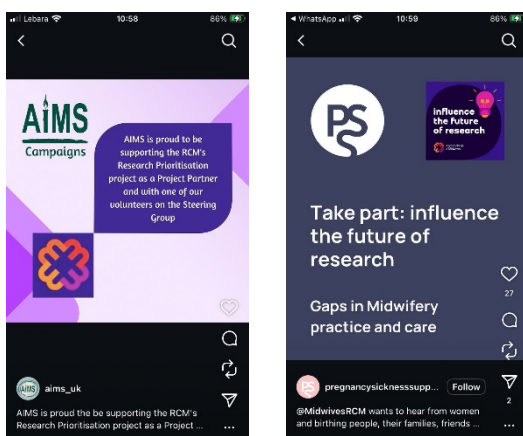 Lebara
10:58
86%
AIMS
Campaigns
AIMS is proud to be
supporting the RCM's
Research Prioritisation
project as a Project Partner
and with one of our
volunteers on the Steering
Group
aims_uk
AIMS is proud the be supporting the RCM's
Research Prioritisation project as a Project ...
WhatsApp
10:59
86%
PS
influence
the future
of research
Take part: influence
the future of
research
Gaps in Midwifery
practice and care
27
pregnancysicknesssupp...
Follow
@MidwivesRCM wants to hear from women
and birthing people, their families, friends ...
2